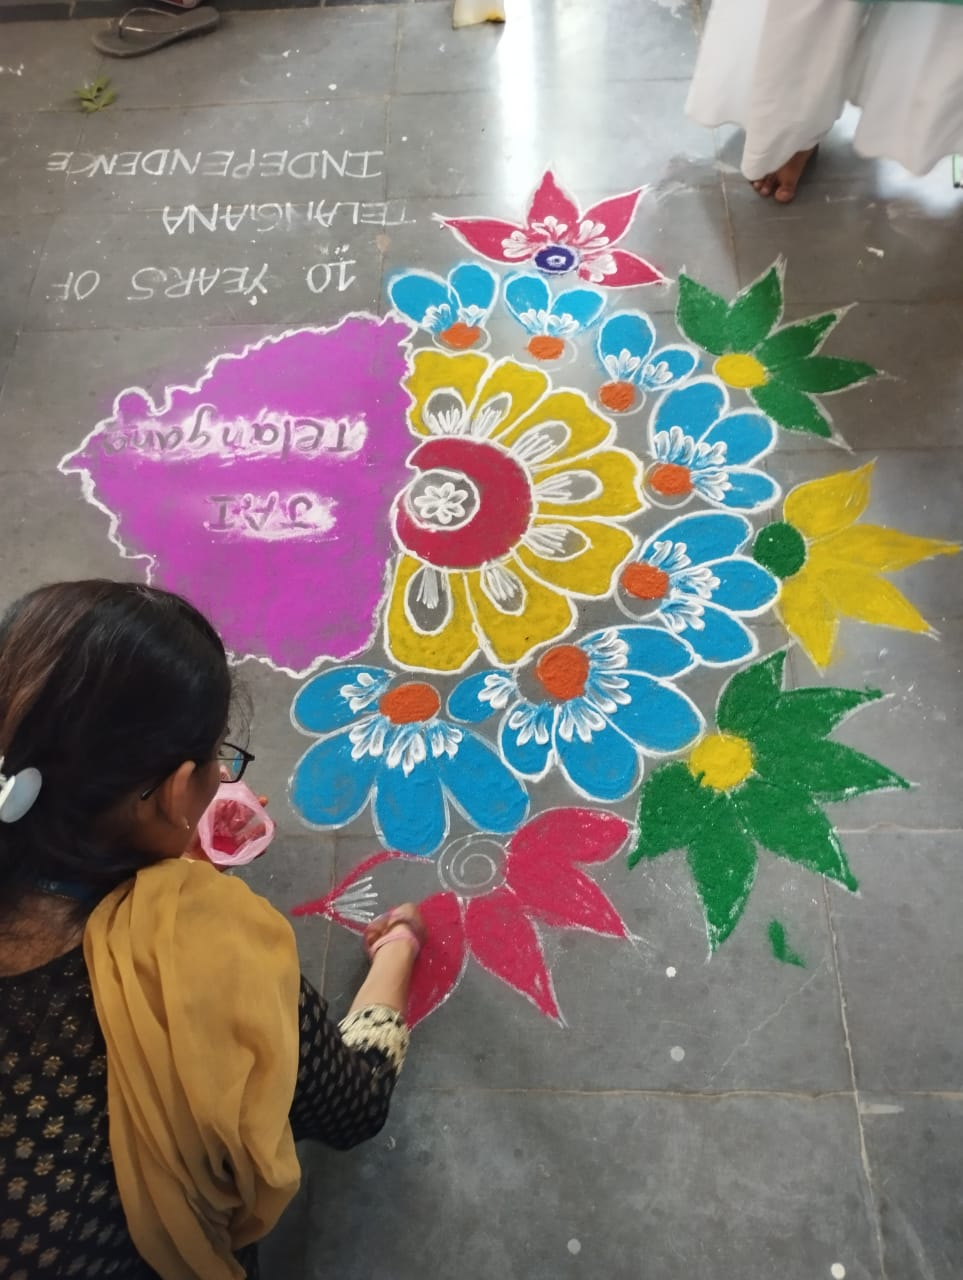 JAI
Telangana
10 YEARS OF
TELANGANA
INDEPENDENCE